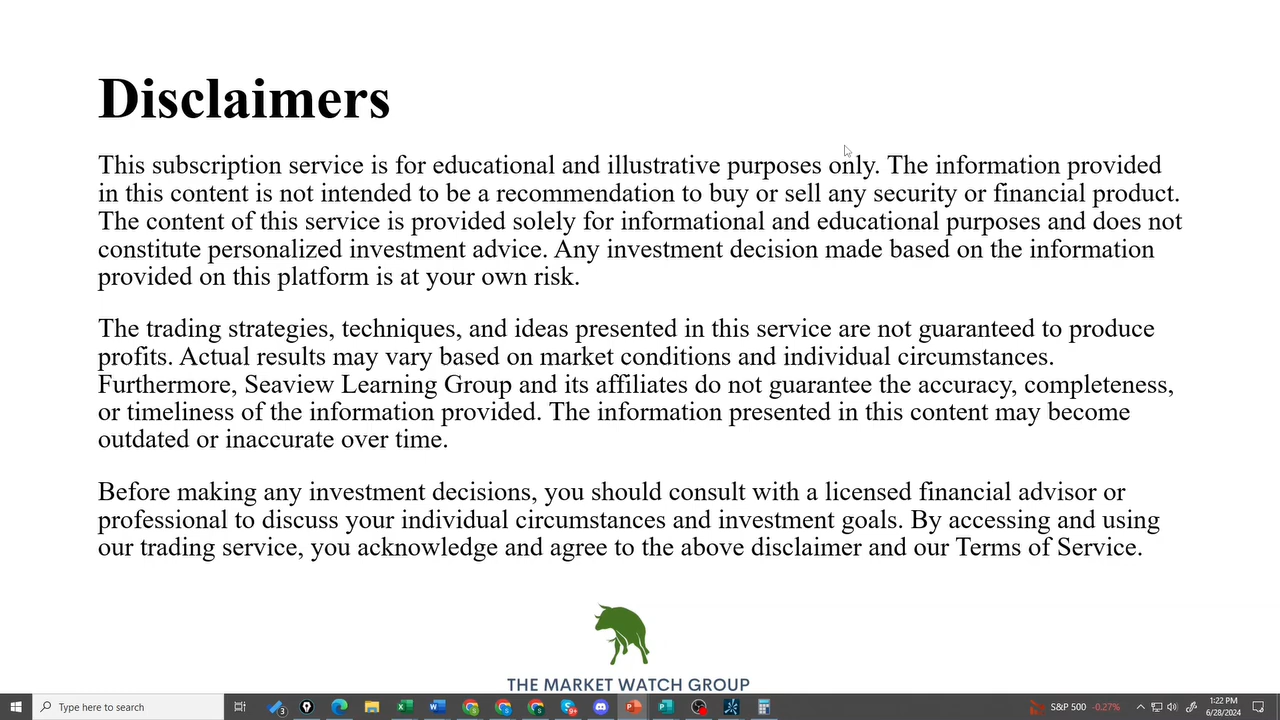 Disclaimers
This subscription service is for educational and illustrative purposes only. The information provided
in this content is not intended to be a recommendation to buy or sell any security or financial product.
The content of this service is provided solely for informational and educational purposes and does not
constitute personalized investment advice. Any investment decision made based on the information
provided on this platform is at your own risk.
The trading strategies, techniques, and ideas presented in this service are not guaranteed to produce
profits. Actual results may vary based on market conditions and individual circumstances.
Furthermore, Seaview Learning Group and its affiliates do not guarantee the accuracy, completeness,
or timeliness of the information provided. The information presented in this content may become
outdated or inaccurate over time.
Before making any investment decisions, you should consult with a licensed financial advisor or
professional to discuss your individual circumstances and investment goals. By accessing and using
our trading service, you acknowledge and agree to the above disclaimer and our Terms of Service.
THE MARKET WATCH GROUP
Type here to search
3
S&P 500 -0.27%
1:22 PM
6/28/2024